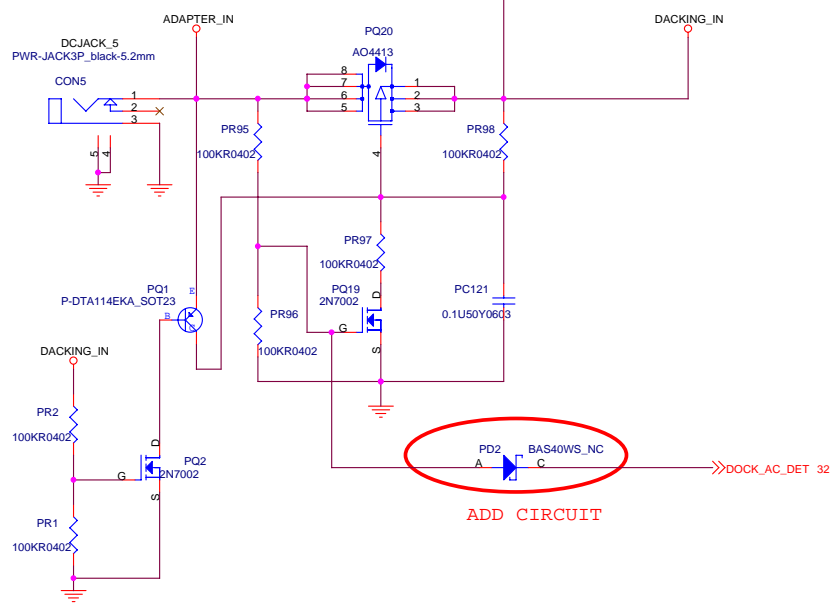 ADAPTER_IN
DACKING_IN
PQ20
AO4413
DCJACK_5
PWR-JACK3P_black-5.2mm
CON5
1
2
3
5
4
8
7
6
5
1
2
3
4
PR95
100KR0402
PR98
100KR0402
PR97
100KR0402
PQ1
P-DTA114EKA_SOT23
E
B
C
PQ19
2N7002
D
G
S
PC121
0.1U50Y0603
PR96
100KR0402
DACKING_IN
PR2
100KR0402
PQ2
2N7002
D
G
S
PR1
100KR0402
PD2
BAS40WS_NC
A
C
DOCK_AC_DET 32
ADD CIRCUIT